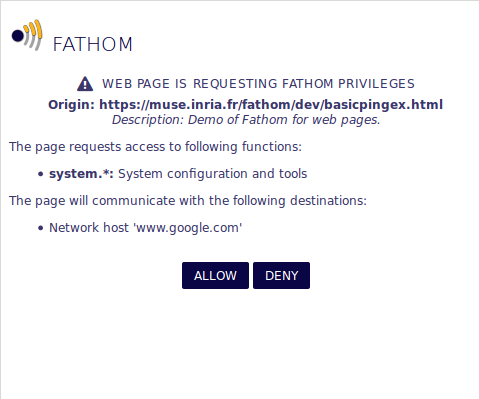 FATHOM
WEB PAGE IS REQUESTING FATHOM PRIVILEGES
Origin: https://muse.inria.fr/fathom/dev/basicpingex.html
Description: Demo of Fathom for web pages.
The page requests access to following functions:
• system.*: System configuration and tools
The page will communicate with the following destinations:
• Network host 'www.google.com'
ALLOW DENY